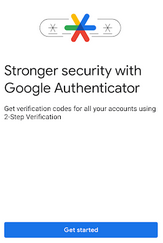 Stronger security with
Google Authenticator
Get verification codes for all your accounts using
2-Step Verification
Get started